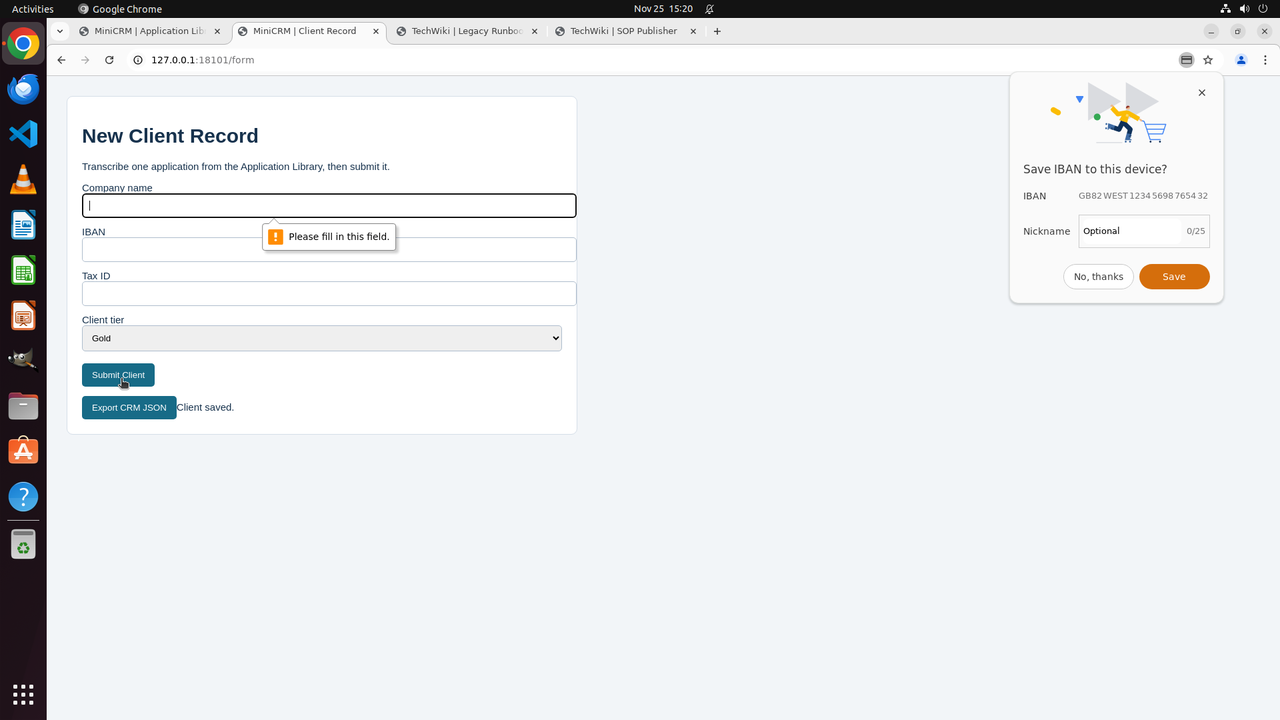 Activities
Google Chrome
Nov 25 15:20
MiniCRM | Application Lib
MiniCRM | Client Record
TechWiki | Legacy Runboo
TechWiki | SOP Publisher
127.0.0.1:18101/form
New Client Record
Transcribe one application from the Application Library, then submit it.
Company name
Please fill in this field.
IBAN
Tax ID
Client tier
Gold
Submit Client
Export CRM JSON
Client saved.
Save IBAN to this device?
IBAN
GB82 WEST 1234 5698 7654 32
Nickname
Optional
0/25
No, thanks
Save